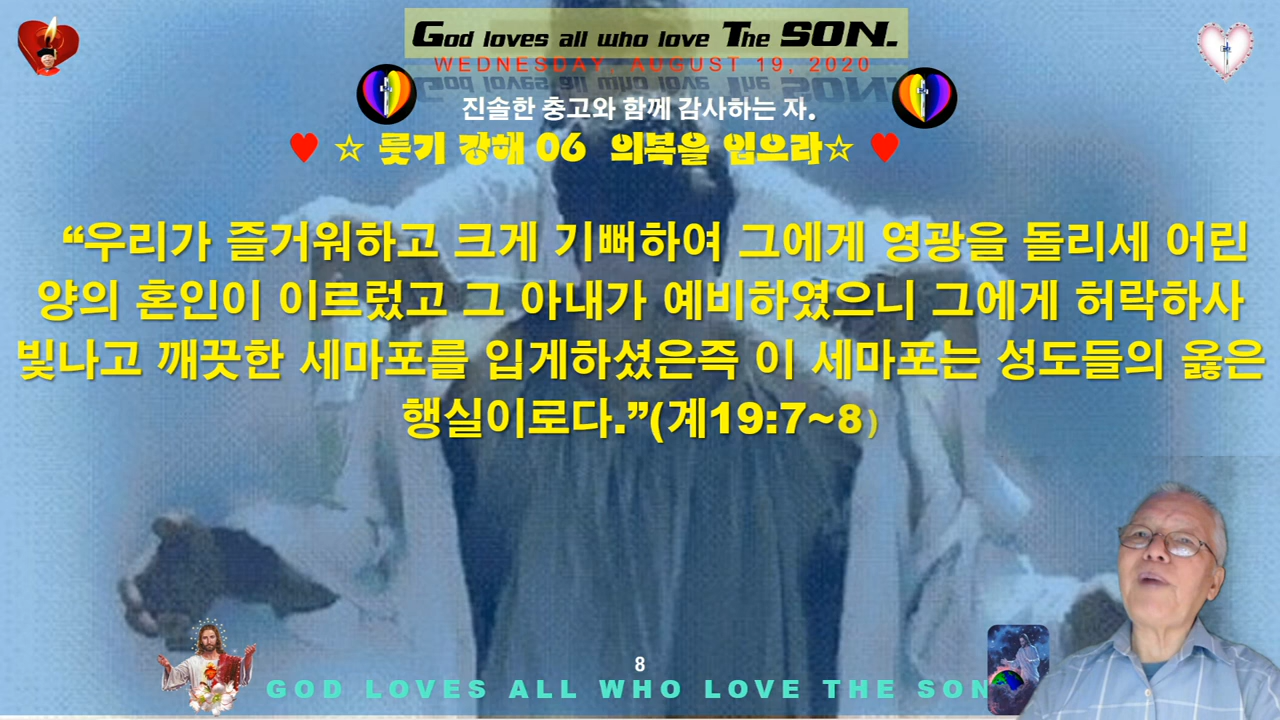 God loves all who love The SON.
WEDNESDAY, AUGUST 19, 2020
진솔한 충고와 함께 감사하는 자.
♥ ☆ 룻기 강해 06 의복을 입으라☆ ♥
“우리가 즐거워하고 크게 기뻐하여 그에게 영광을 돌리세 어린
양의 혼인이 이르렀고 그 아내가 예비하였으니 그에게 허락하사
빛나고 깨끗한 세마포를 입게하셨은즉 이 세마포는 성도들의 옳은
행실이로다.”(계19:7~8)
8
GOD LOVES ALL WHO LOVE THE SON